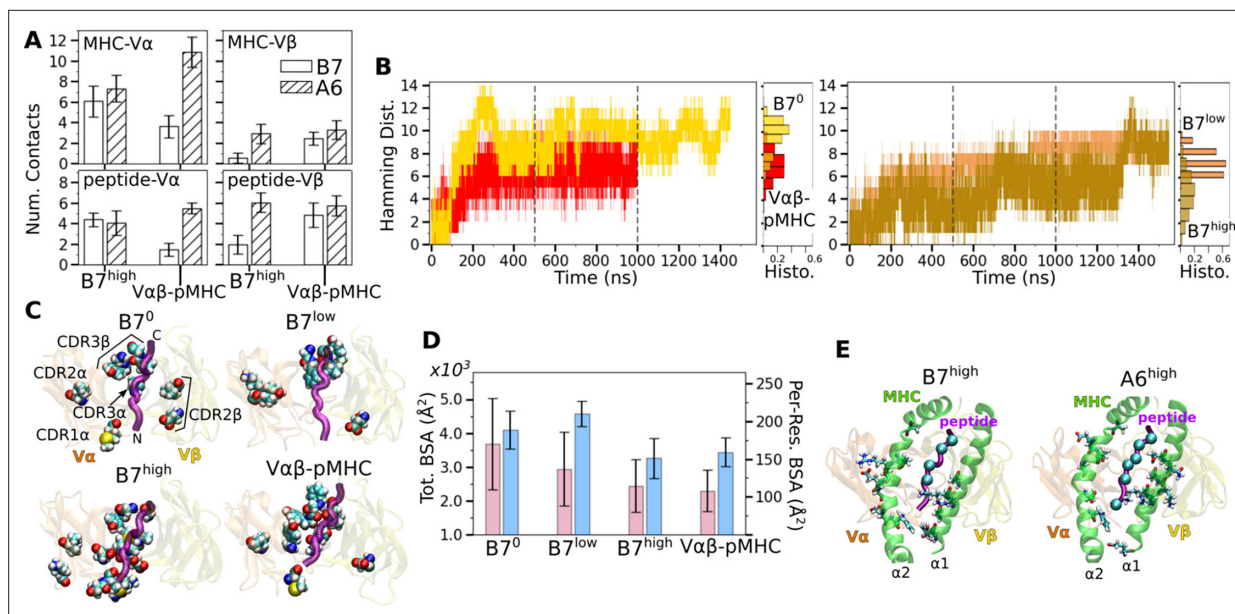 A
MHC-Vα
MHC-Vβ
B7
A6
peptide-Vα
peptide-Vβ
Num. Contacts
12
10
8
6
4
2
0
8
6
4
2
0
B7high
Vαβ-pMHC
B7high
Vαβ-pMHC
B
Hamming Dist.
14
12
10
8
6
4
2
0
0 200 400 600 800 1000 1200 1400
Time (ns)
B70
Vαβ-
pMHC
0.2 0.6
Histo.
14
12
10
8
6
4
2
0
0 200 400 600 800 1000 1200 1400
Time (ns)
B7low
B7high
0.2 0.6
Histo.
C
B70
CDR3β
C
CDR2α
CDR3α
CDR2β
CDR1α
N
Vα
Vβ
B7low
B7high
Vαβ-pMHC
D
x10³
Tot. BSA (Å²)
5.0
4.0
3.0
2.0
1.0
Per-Res. BSA (Å²)
250
200
150
100
B70
B7low
B7high
Vαβ-pMHC
E
B7high
MHC
peptide
Vα
Vβ
α2
α1
A6high
MHC
peptide
Vα
Vβ
α2
α1